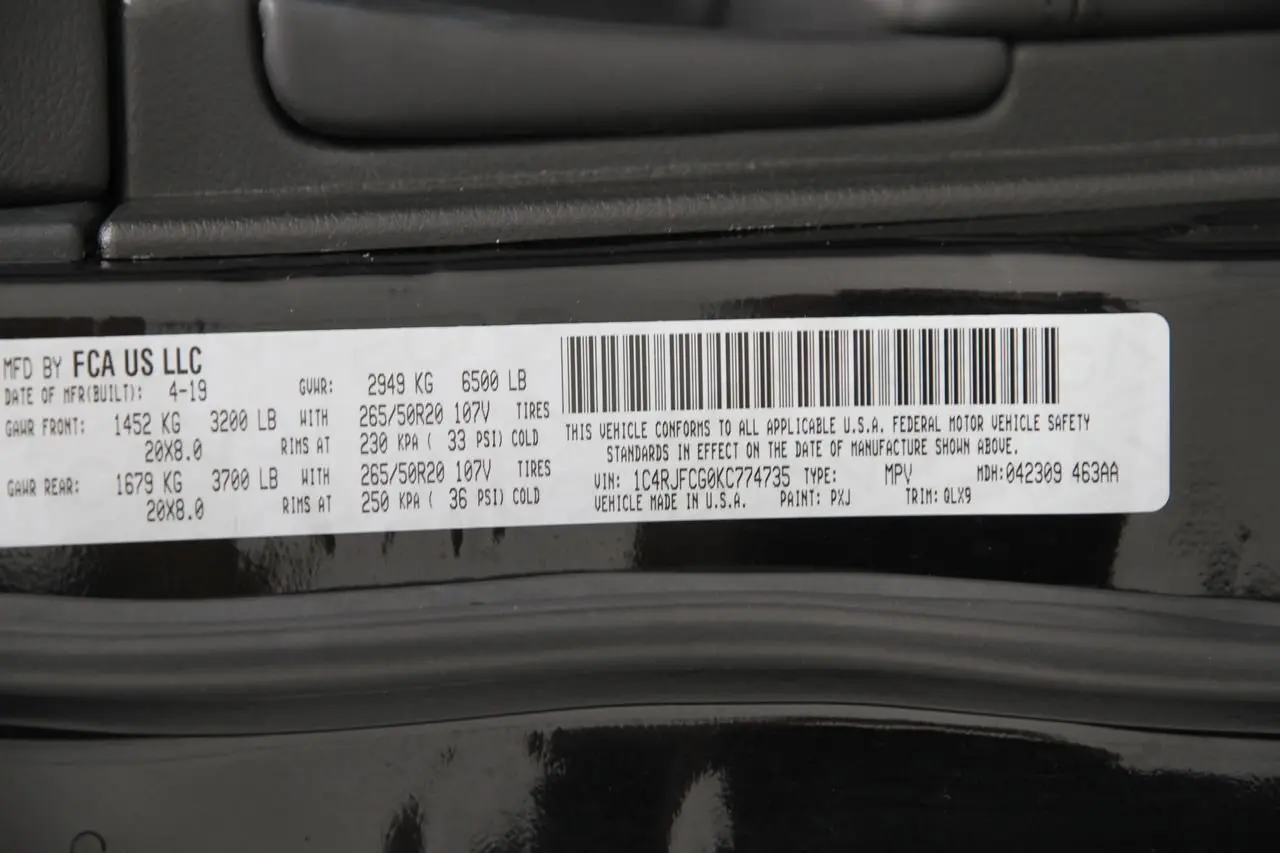 MFD BY FCA US LLC
DATE OF MFR(BUILT): 4-19 GVWR: 2949 KG 6500 LB
GAWR FRONT: 1452 KG 3200 LB WITH 265/50R20 107V TIRES
20X8.0 RIMS AT 230 KPA ( 33 PSI) COLD
GAWR REAR: 1679 KG 3700 LB WITH 265/50R20 107V TIRES
20X8.0 RIMS AT 250 KPA ( 36 PSI) COLD
THIS VEHICLE CONFORMS TO ALL APPLICABLE U.S.A. FEDERAL MOTOR VEHICLE SAFETY
STANDARDS IN EFFECT ON THE DATE OF MANUFACTURE SHOWN ABOVE.
VIN: 1C4RJFCG0KC774735 TYPE: MPV MDH:042309 463AA
VEHICLE MADE IN U.S.A. PAINT: PXJ TRIM: QLX9